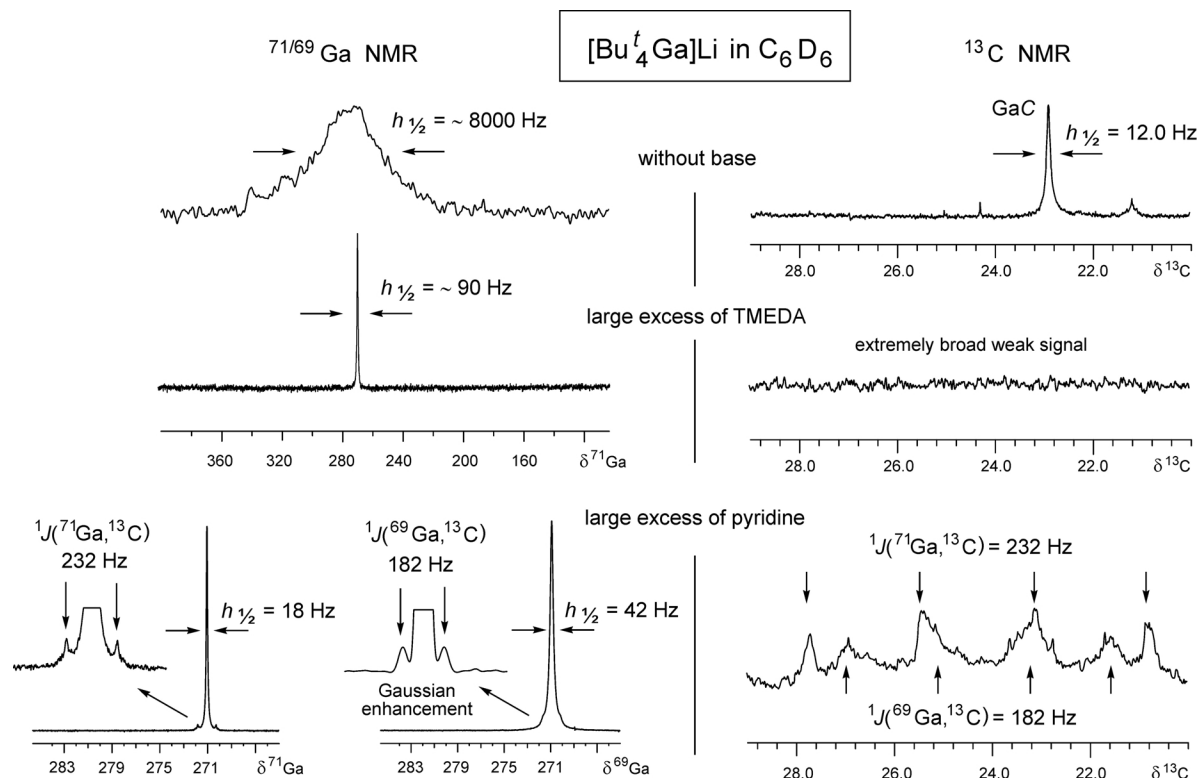 ⁷¹/⁶⁹Ga NMR
[Buᵗ₄Ga]Li in C₆D₆
¹³C NMR
h ½ = ~ 8000 Hz
without base
GaC
h ½ = 12.0 Hz
28.0 26.0 24.0 22.0 δ ¹³C
h ½ = ~ 90 Hz
large excess of TMEDA
extremely broad weak signal
360 320 280 240 200 160 δ ⁷¹Ga
28.0 26.0 24.0 22.0 δ ¹³C
large excess of pyridine
¹J(⁷¹Ga,¹³C)
232 Hz
h ½ = 18 Hz
283 279 275 271 δ ⁷¹Ga
¹J(⁶⁹Ga,¹³C)
182 Hz
h ½ = 42 Hz
Gaussian
enhancement
283 279 275 271 δ ⁶⁹Ga
¹J(⁷¹Ga,¹³C) = 232 Hz
¹J(⁶⁹Ga,¹³C) = 182 Hz
28.0 26.0 24.0 22.0 δ ¹³C